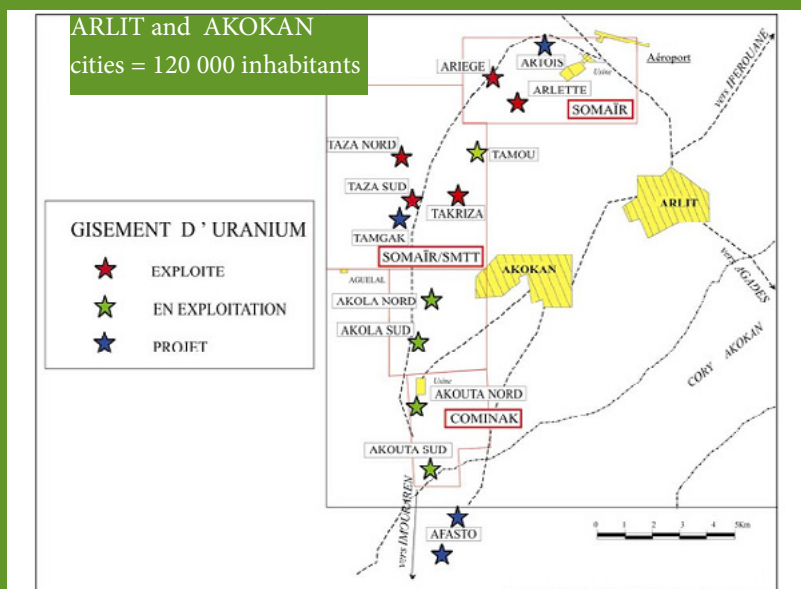 ARLIT and AKOKAN
cities = 120 000 inhabitants
ARIEGE
ARTOIS
Usine
Aéroport
ARLETTE
SOMAÏR
vers IFEROUANE
TAZA NORD
TAMOU
TAZA SUD
TAKRIZA
TAMGAK
ARLIT
SOMAÏR/SMTT
AKOKAN
AGUELAL
vers AGADES
AKOLA NORD
AKOLA SUD
CORY AKOKAN
Usine
AKOUTA NORD
COMINAK
AKOUTA SUD
vers IMOURAREN
AFASTO
GISEMENT D ' URANIUM
EXPLOITE
EN EXPLOITATION
PROJET
0 1 2 3 4 5Km